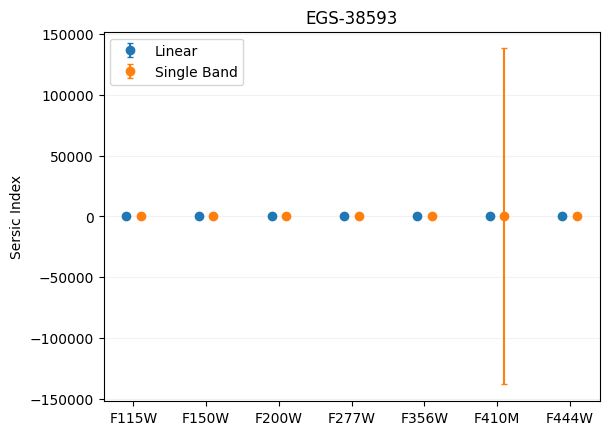 EGS-38593
Linear
Single Band
Sersic Index
150000
100000
50000
0
−50000
−100000
−150000
F115W F150W F200W F277W F356W F410M F444W